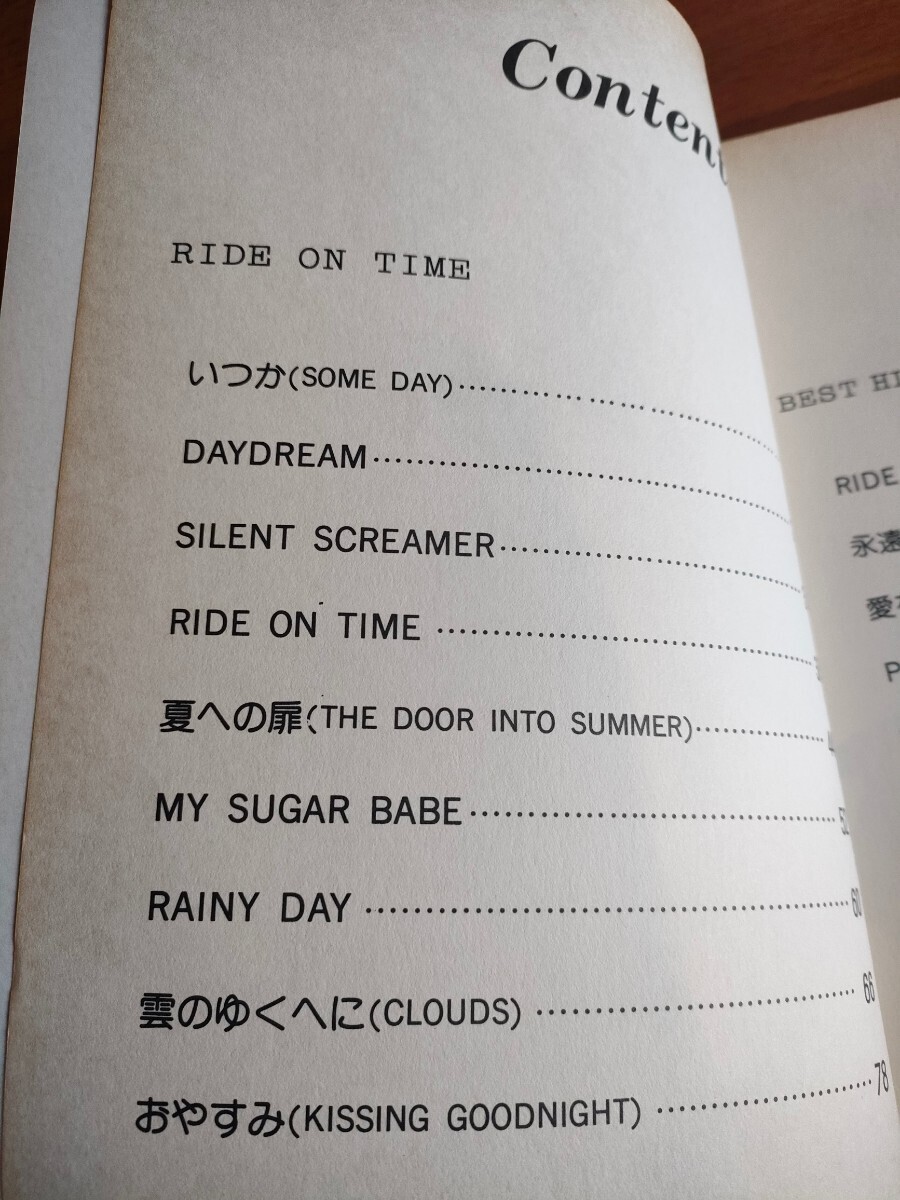 Content
RIDE ON TIME
いつか(SOME DAY)
DAYDREAM
SILENT SCREAMER
RIDE ON TIME
夏への扉(THE DOOR INTO SUMMER)
MY SUGAR BABE
RAINY DAY 60
雲のゆくへに(CLOUDS) 66
おやすみ(KISSING GOODNIGHT) 78
BEST
RIDE
永遠
愛
P